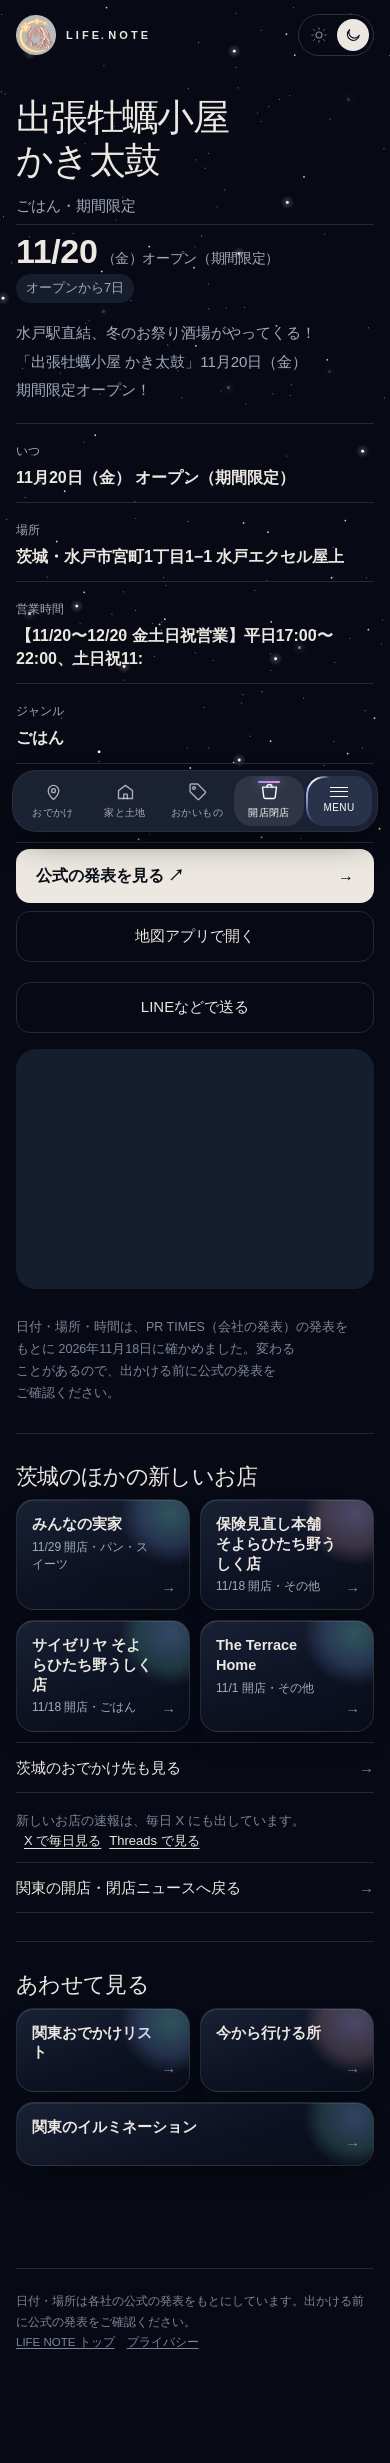 LIFE.NOTE
出張牡蠣小屋
かき太鼓
ごはん・期間限定
11/20 （金）オープン（期間限定）
オープンから7日
水戸駅直結、冬のお祭り酒場がやってくる！
「出張牡蠣小屋 かき太鼓」11月20日（金）
期間限定オープン！
いつ
11月20日（金） オープン（期間限定）
場所
茨城・水戸市宮町1丁目1−1 水戸エクセル屋上
営業時間
【11/20〜12/20 金土日祝営業】平日17:00〜
22:00、土日祝11:
ジャンル
ごはん
おでかけ 家と土地 おかいもの 開店閉店 MENU
公式の発表を見る ↗ →
地図アプリで開く
LINEなどで送る
日付・場所・時間は、PR TIMES（会社の発表）の発表を
もとに 2026年11月18日に確かめました。変わる
ことがあるので、出かける前に公式の発表を
ご確認ください。
茨城のほかの新しいお店
みんなの実家
11/29 開店・パン・ス
イーツ
→
保険見直し本舗
そよらひたち野う
しく店
11/18 開店・その他 →
サイゼリヤ そよ
らひたち野うしく
店
11/18 開店・ごはん →
The Terrace
Home
11/1 開店・その他
→
茨城のおでかけ先も見る →
新しいお店の速報は、毎日 X にも出しています。
X で毎日見る Threads で見る
関東の開店・閉店ニュースへ戻る →
あわせて見る
関東おでかけリス
ト
→
今から行ける所
→
関東のイルミネーション
→
日付・場所は各社の公式の発表をもとにしています。出かける前
に公式の発表をご確認ください。
LIFE NOTE トップ プライバシー